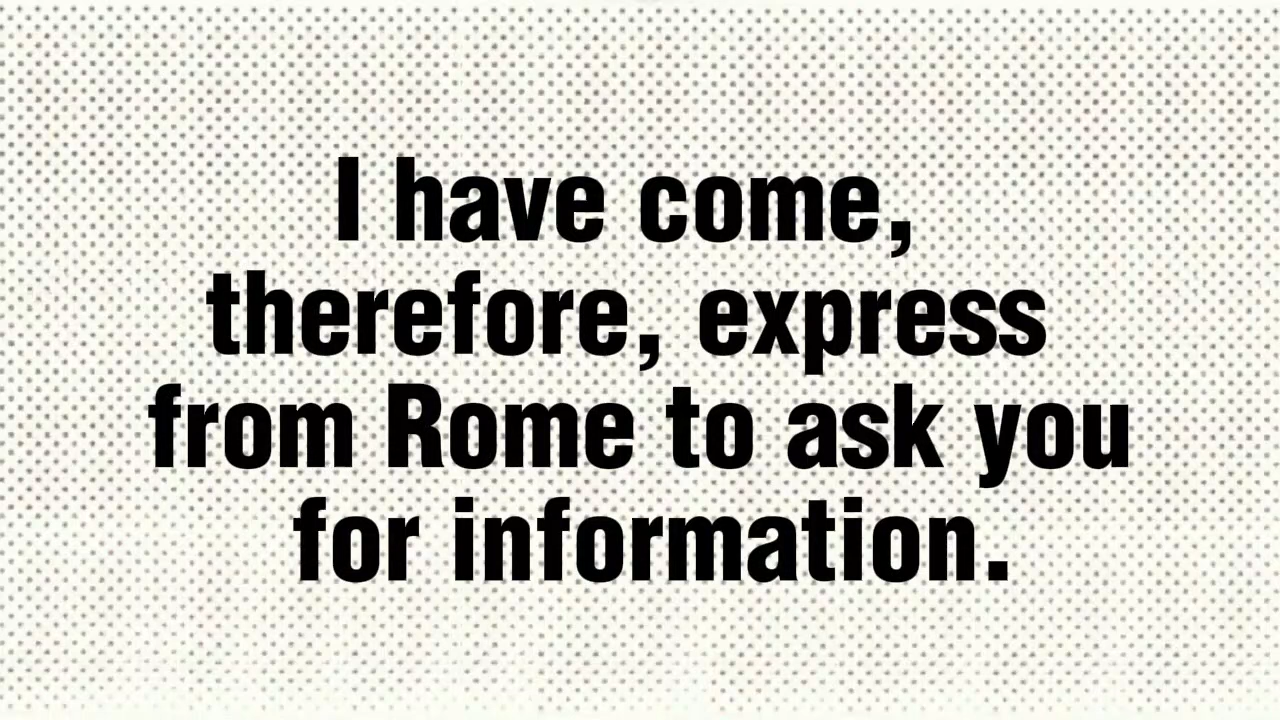 I have come,
therefore, express
from Rome to ask you
for information.